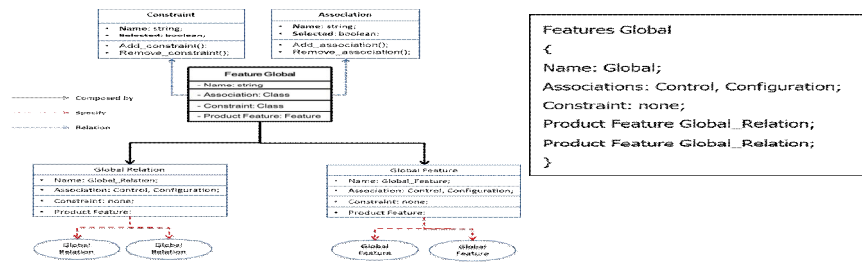 Constraint
• Name: string;
• Selected: boolean;
• Add_constraint();
• Remove_constraint();
Association
• Name: string;
• Selected: boolean;
• Add_association();
• Remove_association();
Feature Global
- Name: string
- Association: Class
- Constraint: Class
- Product Feature: Feature
Composed by
Specify
Relation
Global Relation
• Name: Global_Relation;
• Association: Control, Configuration;
• Constraint: none;
• Product Feature:
Global Relation
Global Relation
Global Feature
• Name: Global_Feature;
• Association: Control, Configuration;
• Constraint: none;
• Product Feature:
Global Feature
Global Feature
Features Global
{
Name: Global;
Associations: Control, Configuration;
Constraint: none;
Product Feature Global_Relation;
Product Feature Global_Relation;
}